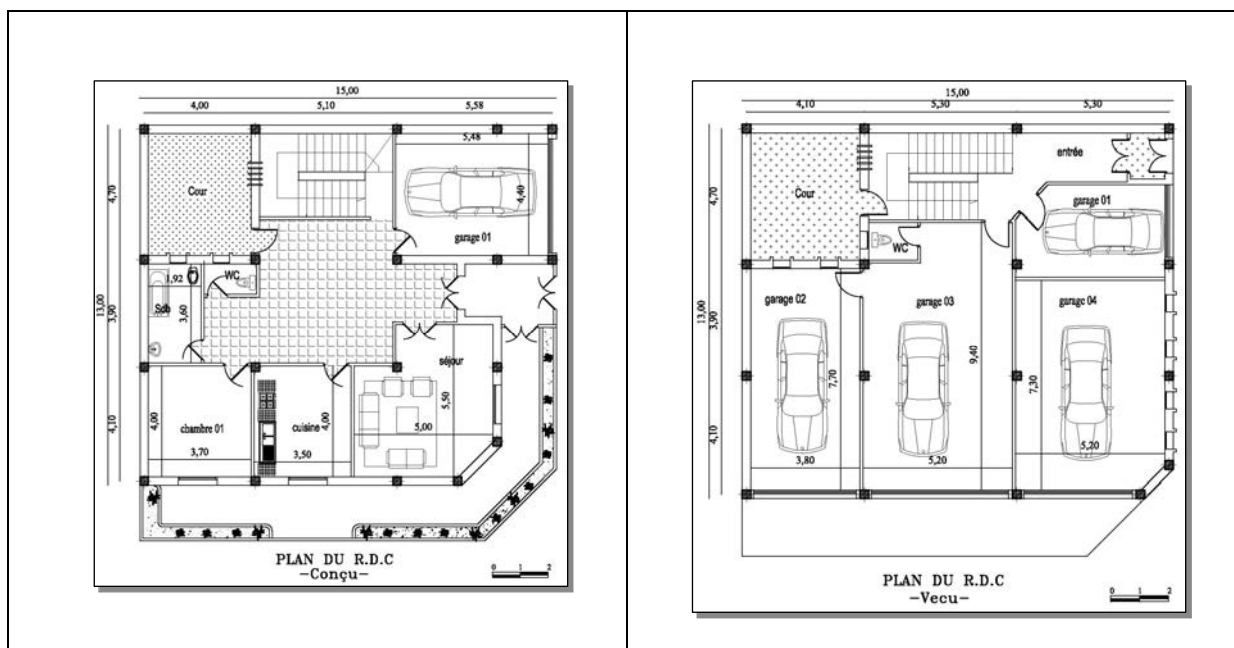 15,00
4,00 5,10 5,58
5,48
4,70
Cour
4,40
garage 01
1,92
WC
Sdb
13,00
3,90
3,60
séjour
4,10
4,00
chambre 01
cuisine
4,00
5,50
5,00
3,70
3,50
PLAN DU R.D.C
-Conçu-
0 1 2
15,00
4,10 5,30 5,30
entrée
4,70
Cour
garage 01
WC
garage 02
garage 03
garage 04
13,00
3,90
9,40
7,70
7,30
4,10
3,80
5,20
5,20
PLAN DU R.D.C
-Vecu-
0 1 2